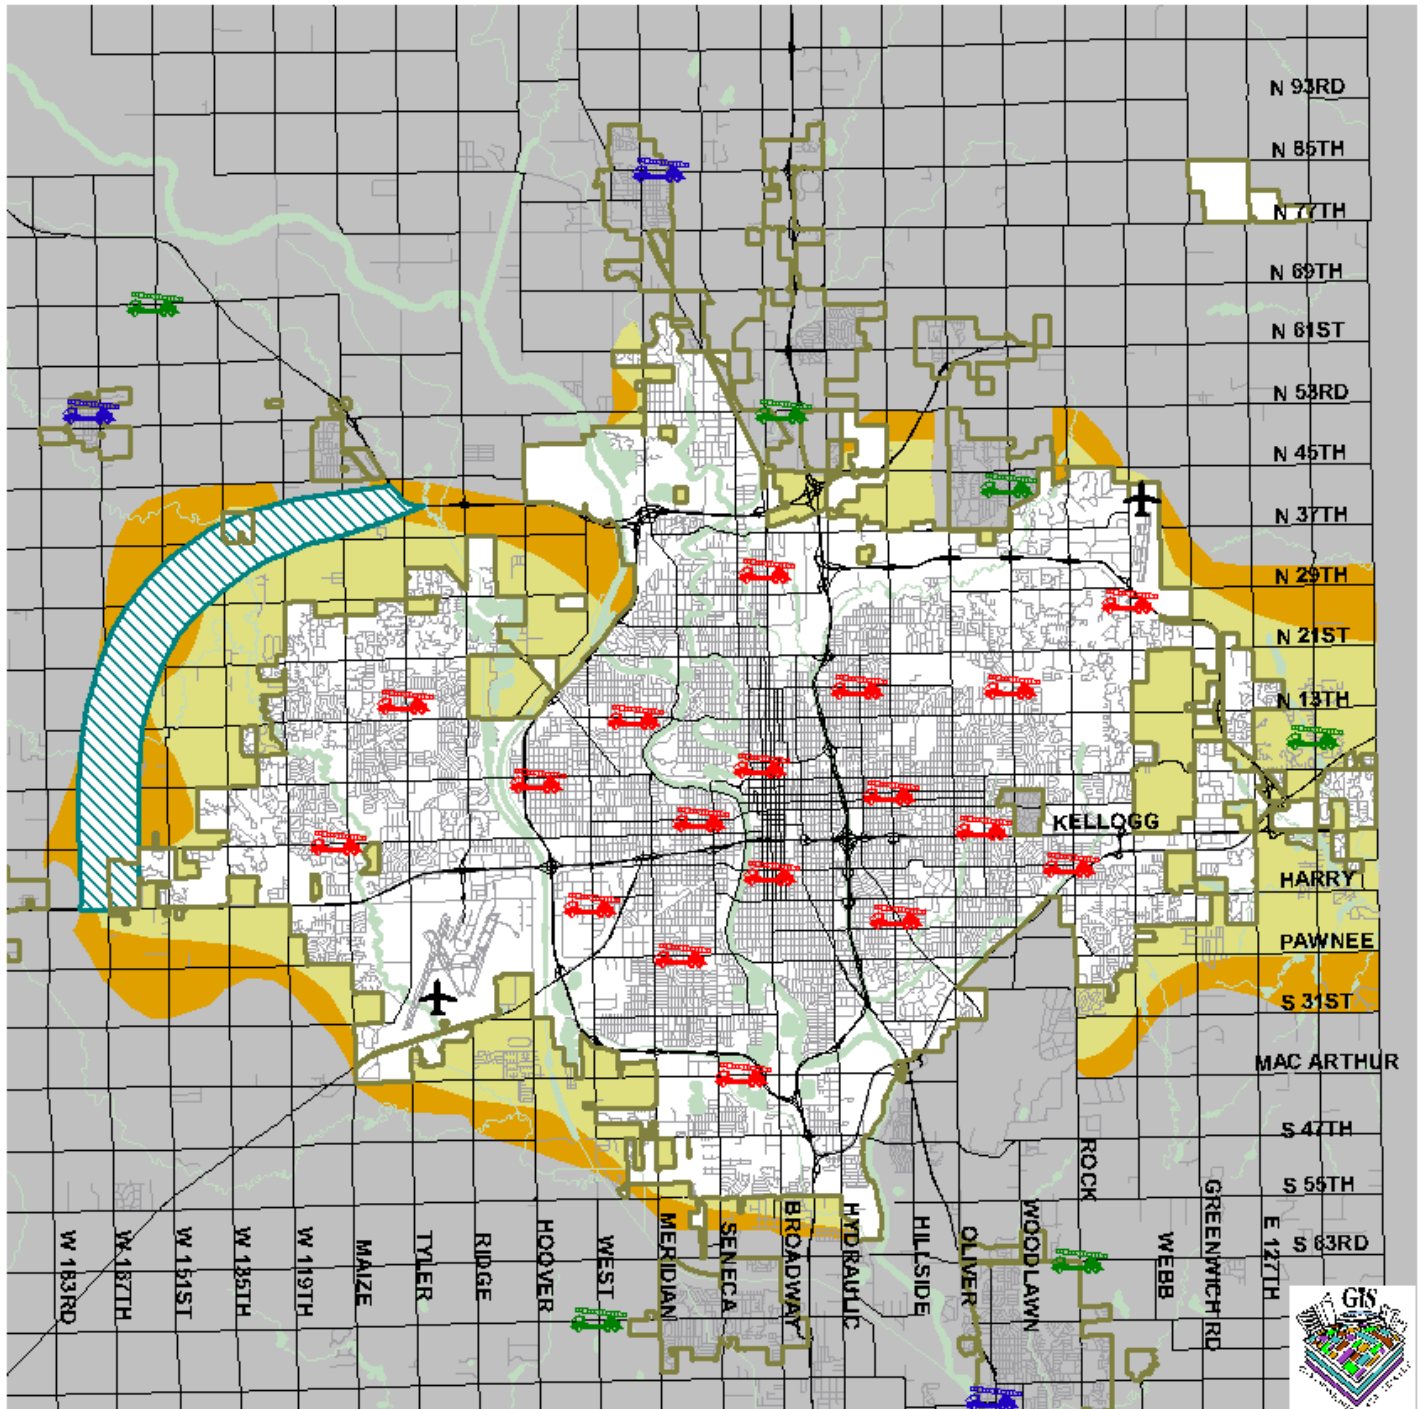 N 93RD
N 85TH
N 77TH
N 69TH
N 61ST
N 53RD
N 45TH
N 37TH
N 29TH
N 21ST
N 13TH
KELLOGG
HARRY
PAWNEE
S 31ST
MAC ARTHUR
S 47TH
S 55TH
S 63RD
W 183RD
W 167TH
W 151ST
W 135TH
W 119TH
MAIZE
TYLER
RIDGE
HOOVER
WEST
MERIDIAN
SENECA
BROADWAY
HYDRAULIC
HILLSIDE
OLIVER
WOODLAWN
ROCK
WEBB
GREENWICH RD
E 127TH
GIS